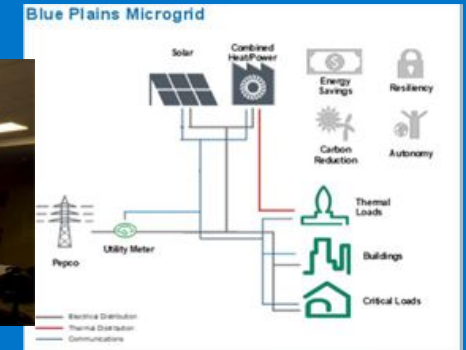 Blue Plains Microgrid
Solar
Combined
Heat/Power
Energy
Savings
Resiliency
Carbon
Reduction
Autonomy
Thermal
Loads
Pepco
Utility Meter
Buildings
Critical Loads
Electrical Distribution
Thermal Distribution
Communications